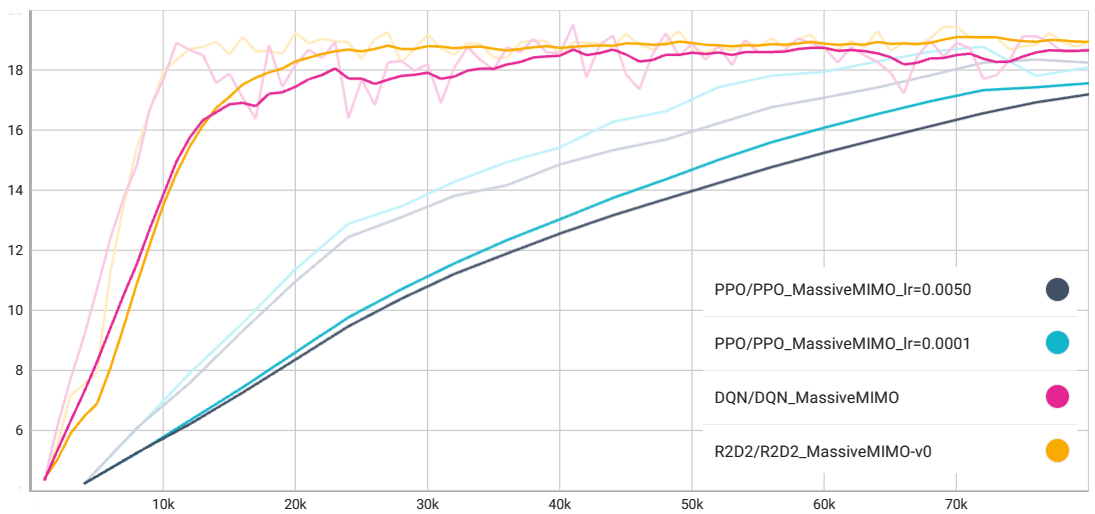 18
16
14
12
10
8
6
PPO/PPO_MassiveMIMO_lr=0.0050
PPO/PPO_MassiveMIMO_lr=0.0001
DQN/DQN_MassiveMIMO
R2D2/R2D2_MassiveMIMO-v0
10k 20k 30k 40k 50k 60k 70k